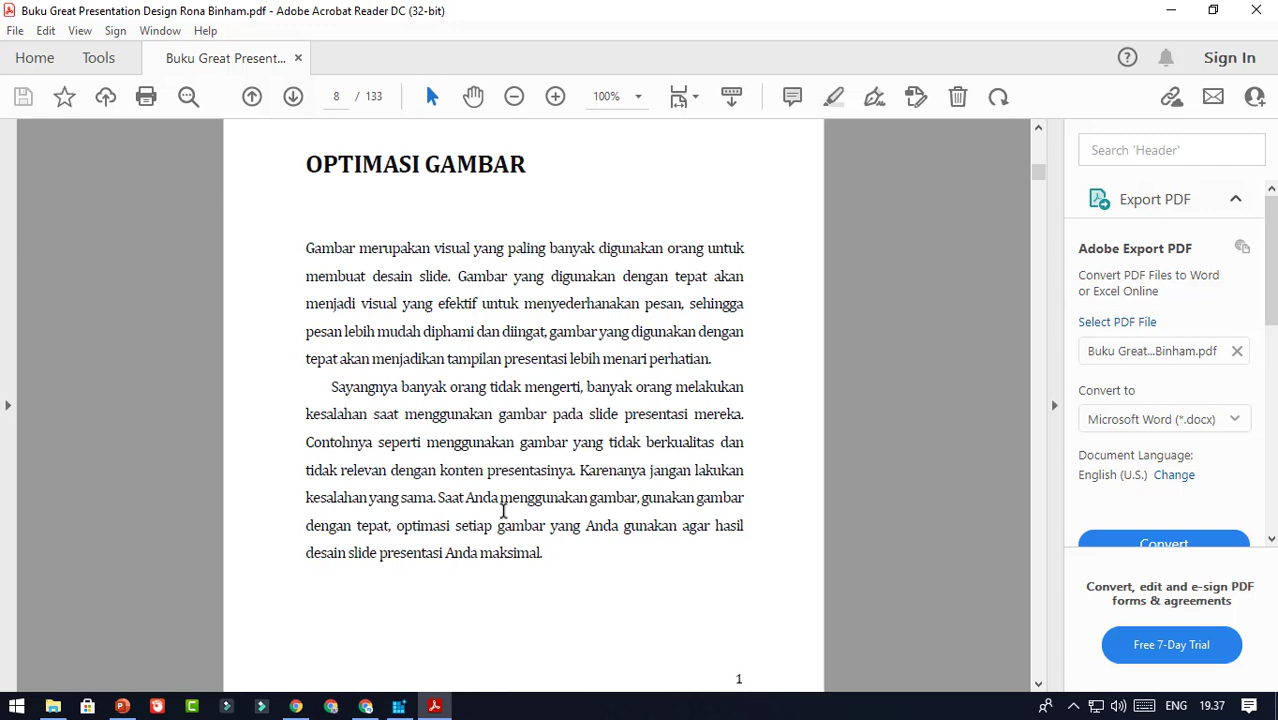 Buku Great Presentation Design Rona Binham.pdf - Adobe Acrobat Reader DC (32-bit)
File Edit View Sign Window Help
Home Tools Buku Great Present... Sign In
8 / 133 100%
OPTIMASI GAMBAR
Gambar merupakan visual yang paling banyak digunakan orang untuk
membuat desain slide. Gambar yang digunakan dengan tepat akan
menjadi visual yang efektif untuk menyederhanakan pesan, sehingga
pesan lebih mudah diphami dan diingat, gambar yang digunakan dengan
tepat akan menjadikan tampilan presentasi lebih menari perhatian.
Sayangnya banyak orang tidak mengerti, banyak orang melakukan
kesalahan saat menggunakan gambar pada slide presentasi mereka.
Contohnya seperti menggunakan gambar yang tidak berkualitas dan
tidak relevan dengan konten presentasinya. Karenanya jangan lakukan
kesalahan yang sama. Saat Anda menggunakan gambar, gunakan gambar
dengan tepat, optimasi setiap gambar yang Anda gunakan agar hasil
desain slide presentasi Anda maksimal.
1
Search 'Header'
Export PDF
Adobe Export PDF
Convert PDF Files to Word
or Excel Online
Select PDF File
Buku Great...Binham.pdf
Convert to
Microsoft Word (*.docx)
Document Language:
English (U.S.) Change
Convert
Convert, edit and e-sign PDF
forms & agreements
Free 7-Day Trial
ENG 19.37